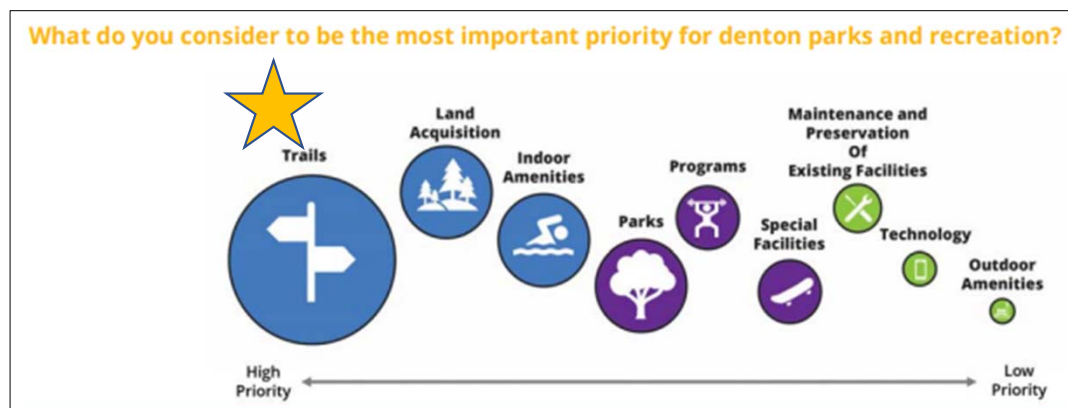 What do you consider to be the most important priority for denton parks and recreation?
Trails
Land
Acquisition
Indoor
Amenities
Parks
Programs
Special
Facilities
Maintenance and
Preservation
Of
Existing Facilities
Technology
Outdoor
Amenities
High
Priority
Low
Priority